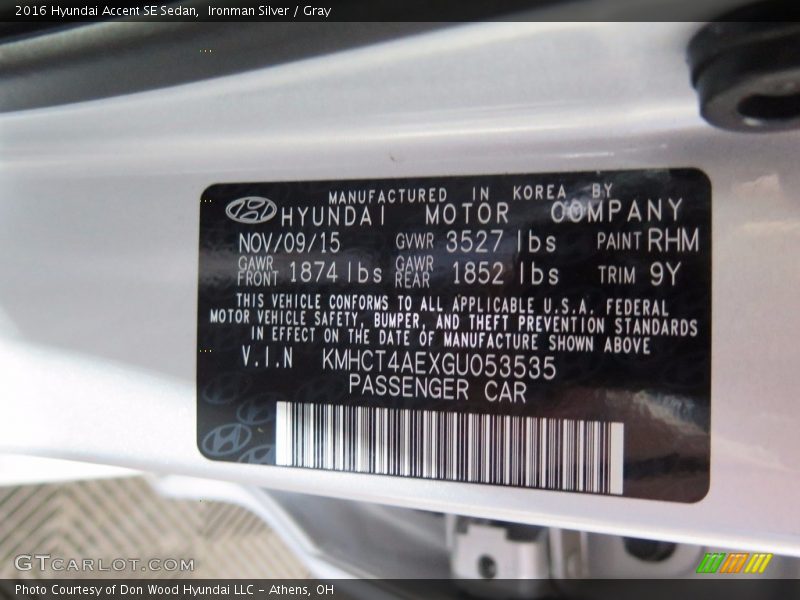 2016 Hyundai Accent SE Sedan,  Ironman Silver / Gray
MANUFACTURED IN KOREA BY
HYUNDAI MOTOR COMPANY
NOV/09/15 GVWR 3527 lbs PAINT RHM
GAWR FRONT 1874 lbs GAWR REAR 1852 lbs TRIM 9Y
THIS VEHICLE CONFORMS TO ALL APPLICABLE U.S.A. FEDERAL
MOTOR VEHICLE SAFETY, BUMPER, AND THEFT PREVENTION STANDARDS
IN EFFECT ON THE DATE OF MANUFACTURE SHOWN ABOVE
V.I.N KMHCT4AEXGU053535
PASSENGER CAR
GTCARLOT.COM
Photo Courtesy of Don Wood Hyundai LLC - Athens, OH